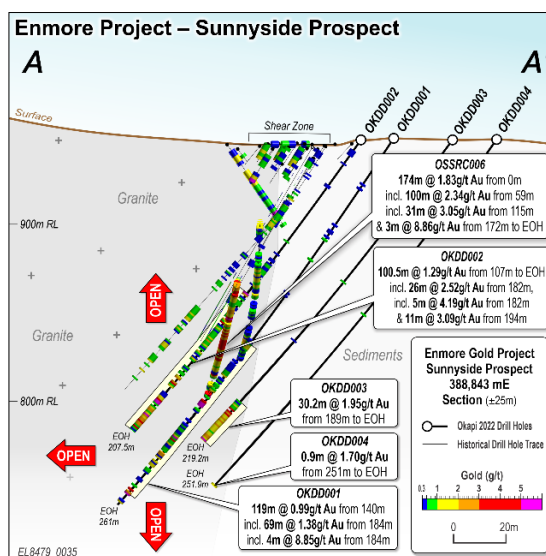 Enmore Project – Sunnyside Prospect
A
A
Surface
Shear Zone
OKDD002
OKDD001
OKDD003
OKDD004
Granite
900m RL
OPEN
Granite
800m RL
OPEN
OPEN
Sediments
OSSRC006
174m @ 1.83g/t Au from 0m
incl. 100m @ 2.34g/t Au from 59m
incl. 31m @ 3.05g/t Au from 115m
& 3m @ 8.86g/t Au from 172m to EOH
OKDD002
100.5m @ 1.29g/t Au from 107m to EOH
incl. 26m @ 2.52g/t Au from 182m,
incl. 5m @ 4.19g/t Au from 182m
& 11m @ 3.09g/t Au from 194m
OKDD003
30.2m @ 1.95g/t Au
from 189m to EOH
OKDD004
0.9m @ 1.70g/t Au
from 251m to EOH
OKDD001
119m @ 0.99g/t Au from 140m
incl. 69m @ 1.38g/t Au from 184m
incl. 4m @ 8.85g/t Au from 184m
EOH
207.5m
EOH
219.2m
EOH
251.9m
EOH
261m
Enmore Gold Project
Sunnyside Prospect
388,843 mE
Section (±25m)
Okapi 2022 Drill Holes
Historical Drill Hole Trace
Gold (g/t)
0.3 1 2 3 4 5
0 20m
EL8479_0035